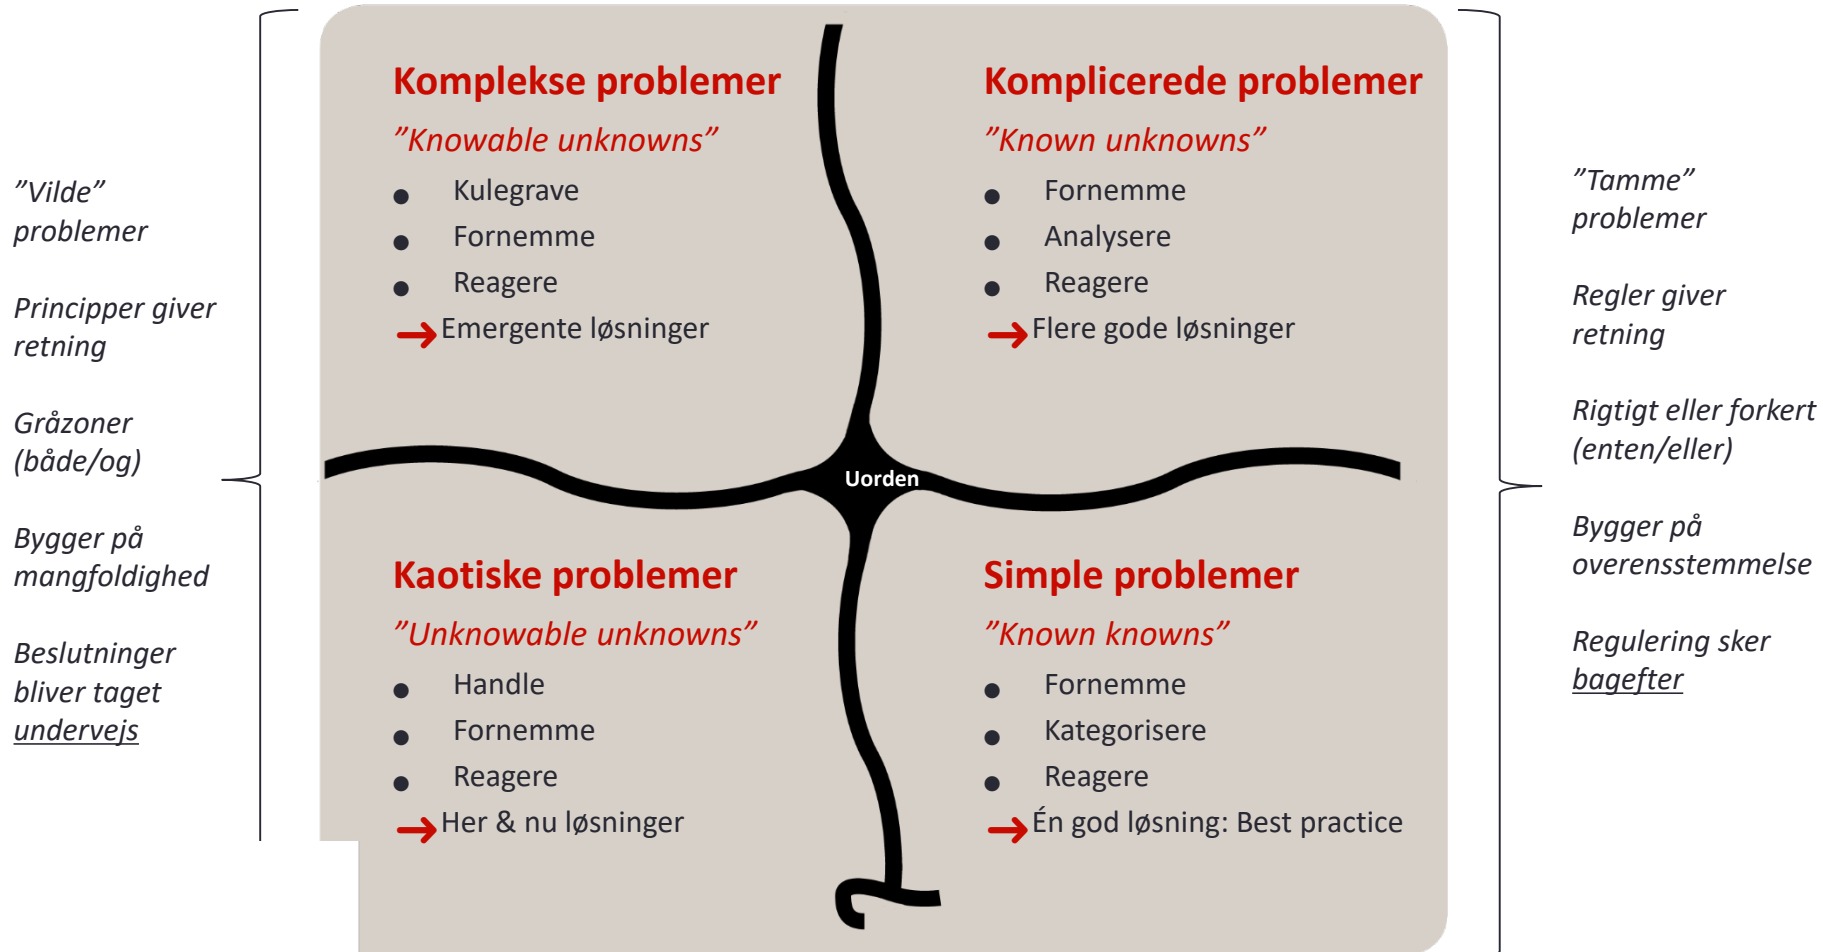 ”Vilde”
problemer
Principper giver
retning
Gråzoner
(både/og)
Bygger på
mangfoldighed
Beslutninger
bliver taget
undervejs
Komplekse problemer
”Knowable unknowns”
● Kulegrave
● Fornemme
● Reagere
→ Emergente løsninger
Komplicerede problemer
”Known unknowns”
● Fornemme
● Analysere
● Reagere
→ Flere gode løsninger
Uorden
Kaotiske problemer
”Unknowable unknowns”
● Handle
● Fornemme
● Reagere
→ Her & nu løsninger
Simple problemer
”Known knowns”
● Fornemme
● Kategorisere
● Reagere
→ Én god løsning: Best practice
”Tamme”
problemer
Regler giver
retning
Rigtigt eller forkert
(enten/eller)
Bygger på
overensstemmelse
Regulering sker
bagefter